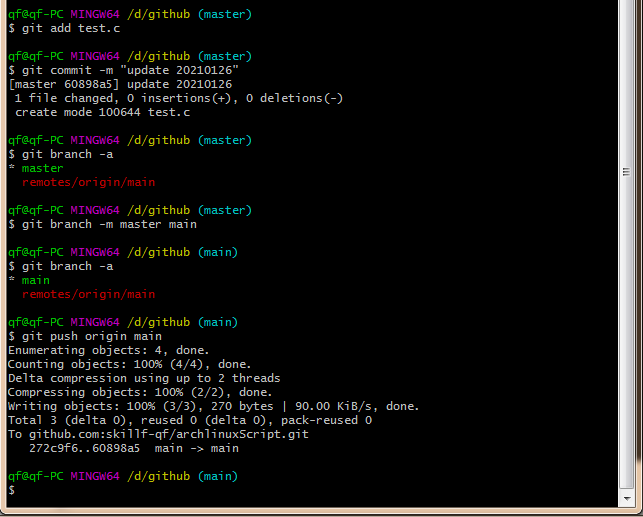 qf@qf-PC MINGW64 /d/github (master)
$ git add test.c
qf@qf-PC MINGW64 /d/github (master)
$ git commit -m "update 20210126"
[master 60898a5] update 20210126
 1 file changed, 0 insertions(+), 0 deletions(-)
 create mode 100644 test.c
qf@qf-PC MINGW64 /d/github (master)
$ git branch -a
* master
  remotes/origin/main
qf@qf-PC MINGW64 /d/github (master)
$ git branch -m master main
qf@qf-PC MINGW64 /d/github (main)
$ git branch -a
* main
  remotes/origin/main
qf@qf-PC MINGW64 /d/github (main)
$ git push origin main
Enumerating objects: 4, done.
Counting objects: 100% (4/4), done.
Delta compression using up to 2 threads
Compressing objects: 100% (2/2), done.
Writing objects: 100% (3/3), 270 bytes | 90.00 KiB/s, done.
Total 3 (delta 0), reused 0 (delta 0), pack-reused 0
To github.com:skillf-qf/archlinuxScript.git
   272c9f6..60898a5  main -> main
qf@qf-PC MINGW64 /d/github (main)
$